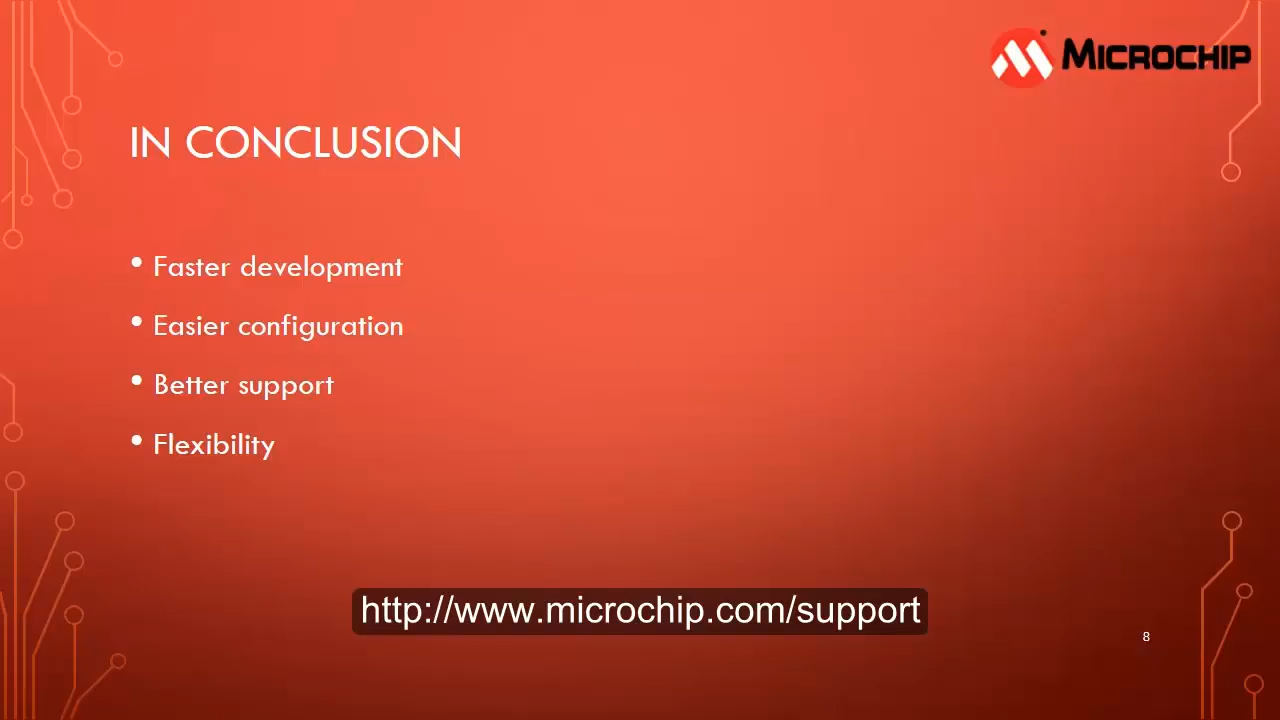 MICROCHIP
IN CONCLUSION
• Faster development
• Easier configuration
• Better support
• Flexibility
http://www.microchip.com/support
8